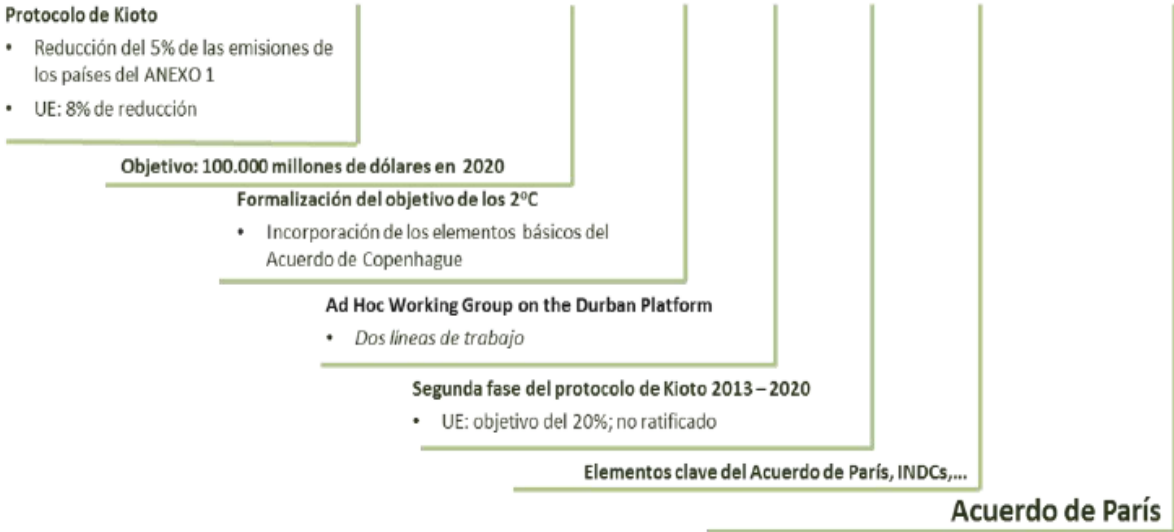 Protocolo de Kioto
• Reducción del 5% de las emisiones de
los países del ANEXO 1
• UE: 8% de reducción
Objetivo: 100.000 millones de dólares en 2020
Formalización del objetivo de los 2ºC
• Incorporación de los elementos básicos del
Acuerdo de Copenhague
Ad Hoc Working Group on the Durban Platform
• Dos líneas de trabajo
Segunda fase del protocolo de Kioto 2013 – 2020
• UE: objetivo del 20%; no ratificado
Elementos clave del Acuerdo de París, INDCs,...
Acuerdo de París